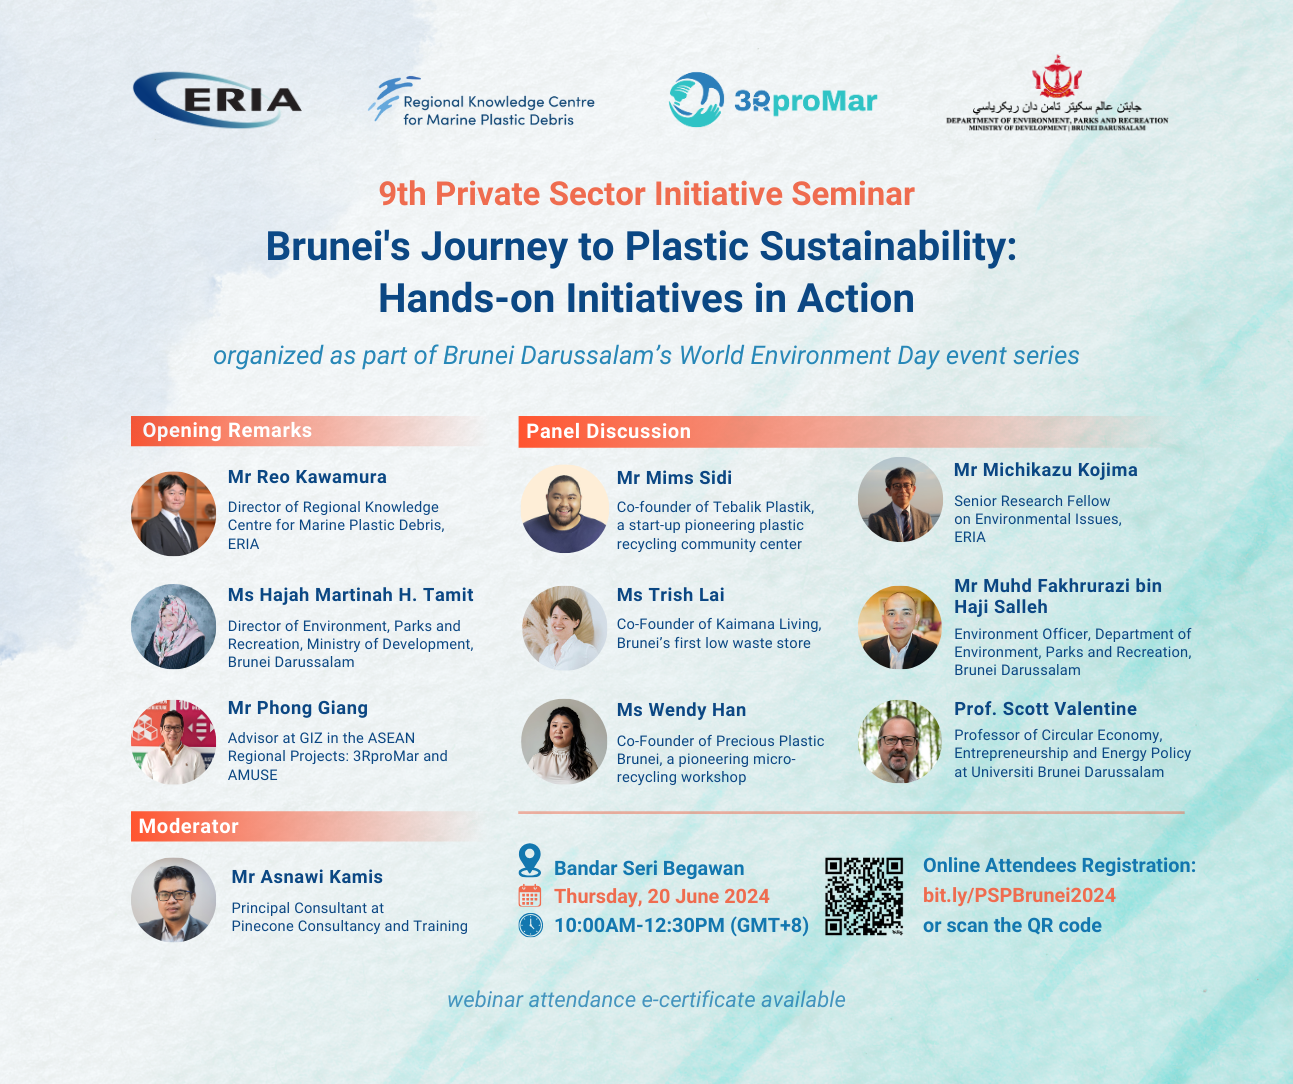 ERIA
Regional Knowledge Centre
for Marine Plastic Debris
3RproMar
جابتن عالم سكيتر تامن دان ريكرياسي
DEPARTMENT OF ENVIRONMENT, PARKS AND RECREATION
MINISTRY OF DEVELOPMENT | BRUNEI DARUSSALAM
9th Private Sector Initiative Seminar
Brunei's Journey to Plastic Sustainability:
Hands-on Initiatives in Action
organized as part of Brunei Darussalam’s World Environment Day event series
Opening Remarks
Mr Reo Kawamura
Director of Regional Knowledge
Centre for Marine Plastic Debris,
ERIA
Ms Hajah Martinah H. Tamit
Director of Environment, Parks and
Recreation, Ministry of Development,
Brunei Darussalam
Mr Phong Giang
Advisor at GIZ in the ASEAN
Regional Projects: 3RproMar and
AMUSE
Moderator
Mr Asnawi Kamis
Principal Consultant at
Pinecone Consultancy and Training
Panel Discussion
Mr Mims Sidi
Co-founder of Tebalik Plastik,
a start-up pioneering plastic
recycling community center
Ms Trish Lai
Co-Founder of Kaimana Living,
Brunei’s first low waste store
Ms Wendy Han
Co-Founder of Precious Plastic
Brunei, a pioneering micro-
recycling workshop
Mr Michikazu Kojima
Senior Research Fellow
on Environmental Issues,
ERIA
Mr Muhd Fakhrurazi bin
Haji Salleh
Environment Officer, Department of
Environment, Parks and Recreation,
Brunei Darussalam
Prof. Scott Valentine
Professor of Circular Economy,
Entrepreneurship and Energy Policy
at Universiti Brunei Darussalam
Bandar Seri Begawan
Thursday, 20 June 2024
10:00AM-12:30PM (GMT+8)
Online Attendees Registration:
bit.ly/PSPBrunei2024
or scan the QR code
webinar attendance e-certificate available